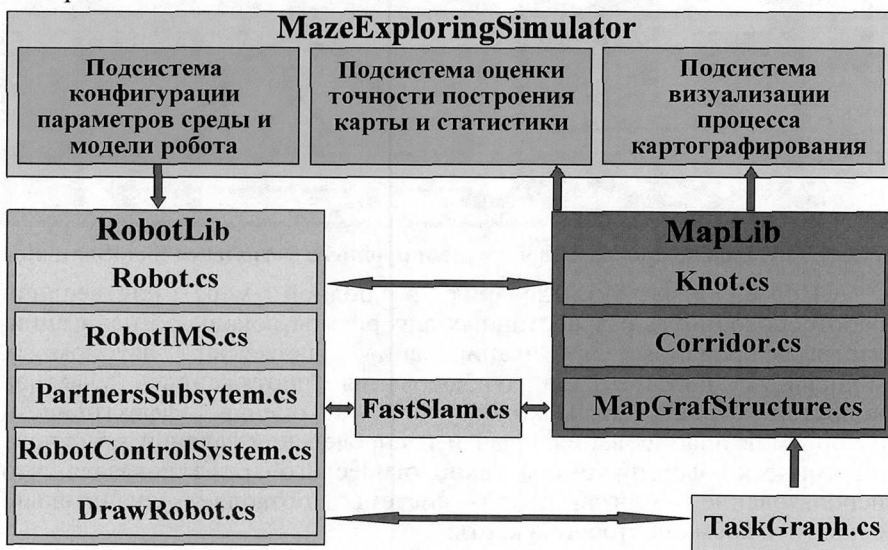 MazeExploringSimulator
Подсистема
конфигурации
параметров среды и
модели робота
Подсистема оценки
точности построения
карты и статистики
Подсистема
визуализации
процесса
картографирования
RobotLib
Robot.cs
RobotIMS.cs
PartnersSubsytem.cs
RobotControlSystem.cs
DrawRobot.cs
FastSlam.cs
MapLib
Knot.cs
Corridor.cs
MapGrafStructure.cs
TaskGraph.cs